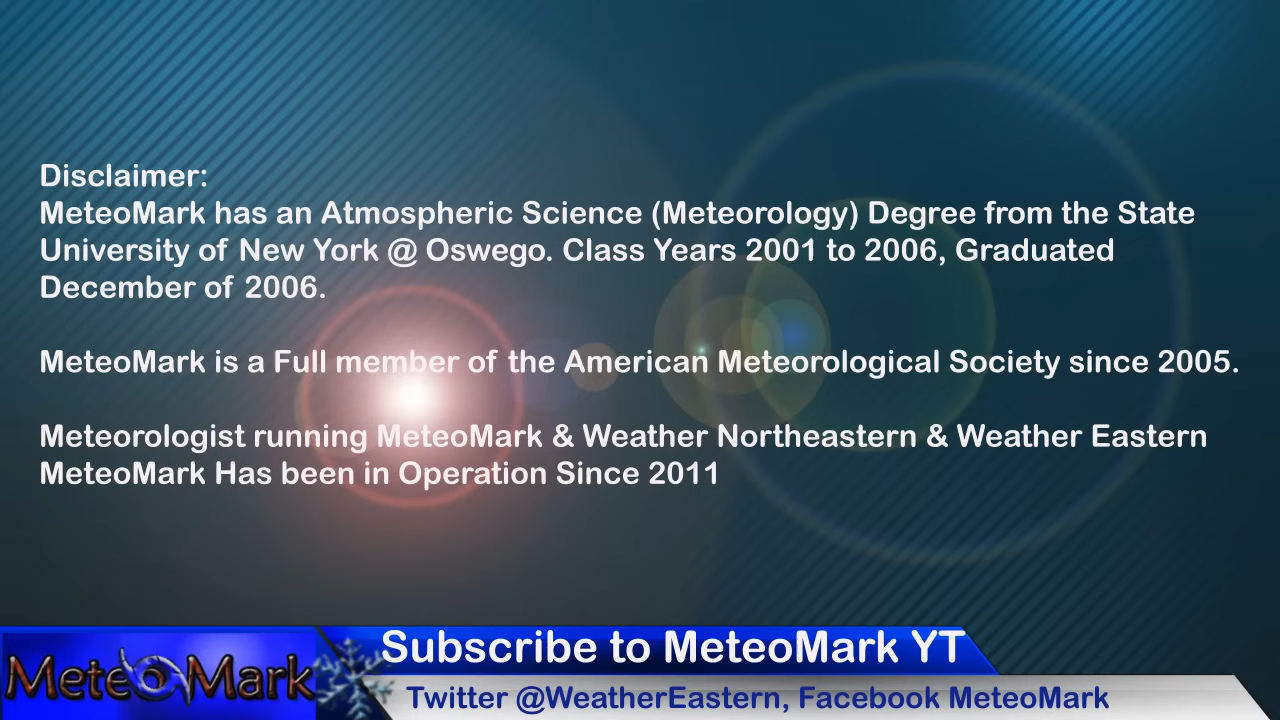 Disclaimer:
MeteoMark has an Atmospheric Science (Meteorology) Degree from the State
University of New York @ Oswego. Class Years 2001 to 2006, Graduated
December of 2006.
MeteoMark is a Full member of the American Meteorological Society since 2005.
Meteorologist running MeteoMark & Weather Northeastern & Weather Eastern
MeteoMark Has been in Operation Since 2011
Subscribe to MeteoMark YT
MeteoMark
Twitter @WeatherEastern, Facebook MeteoMark